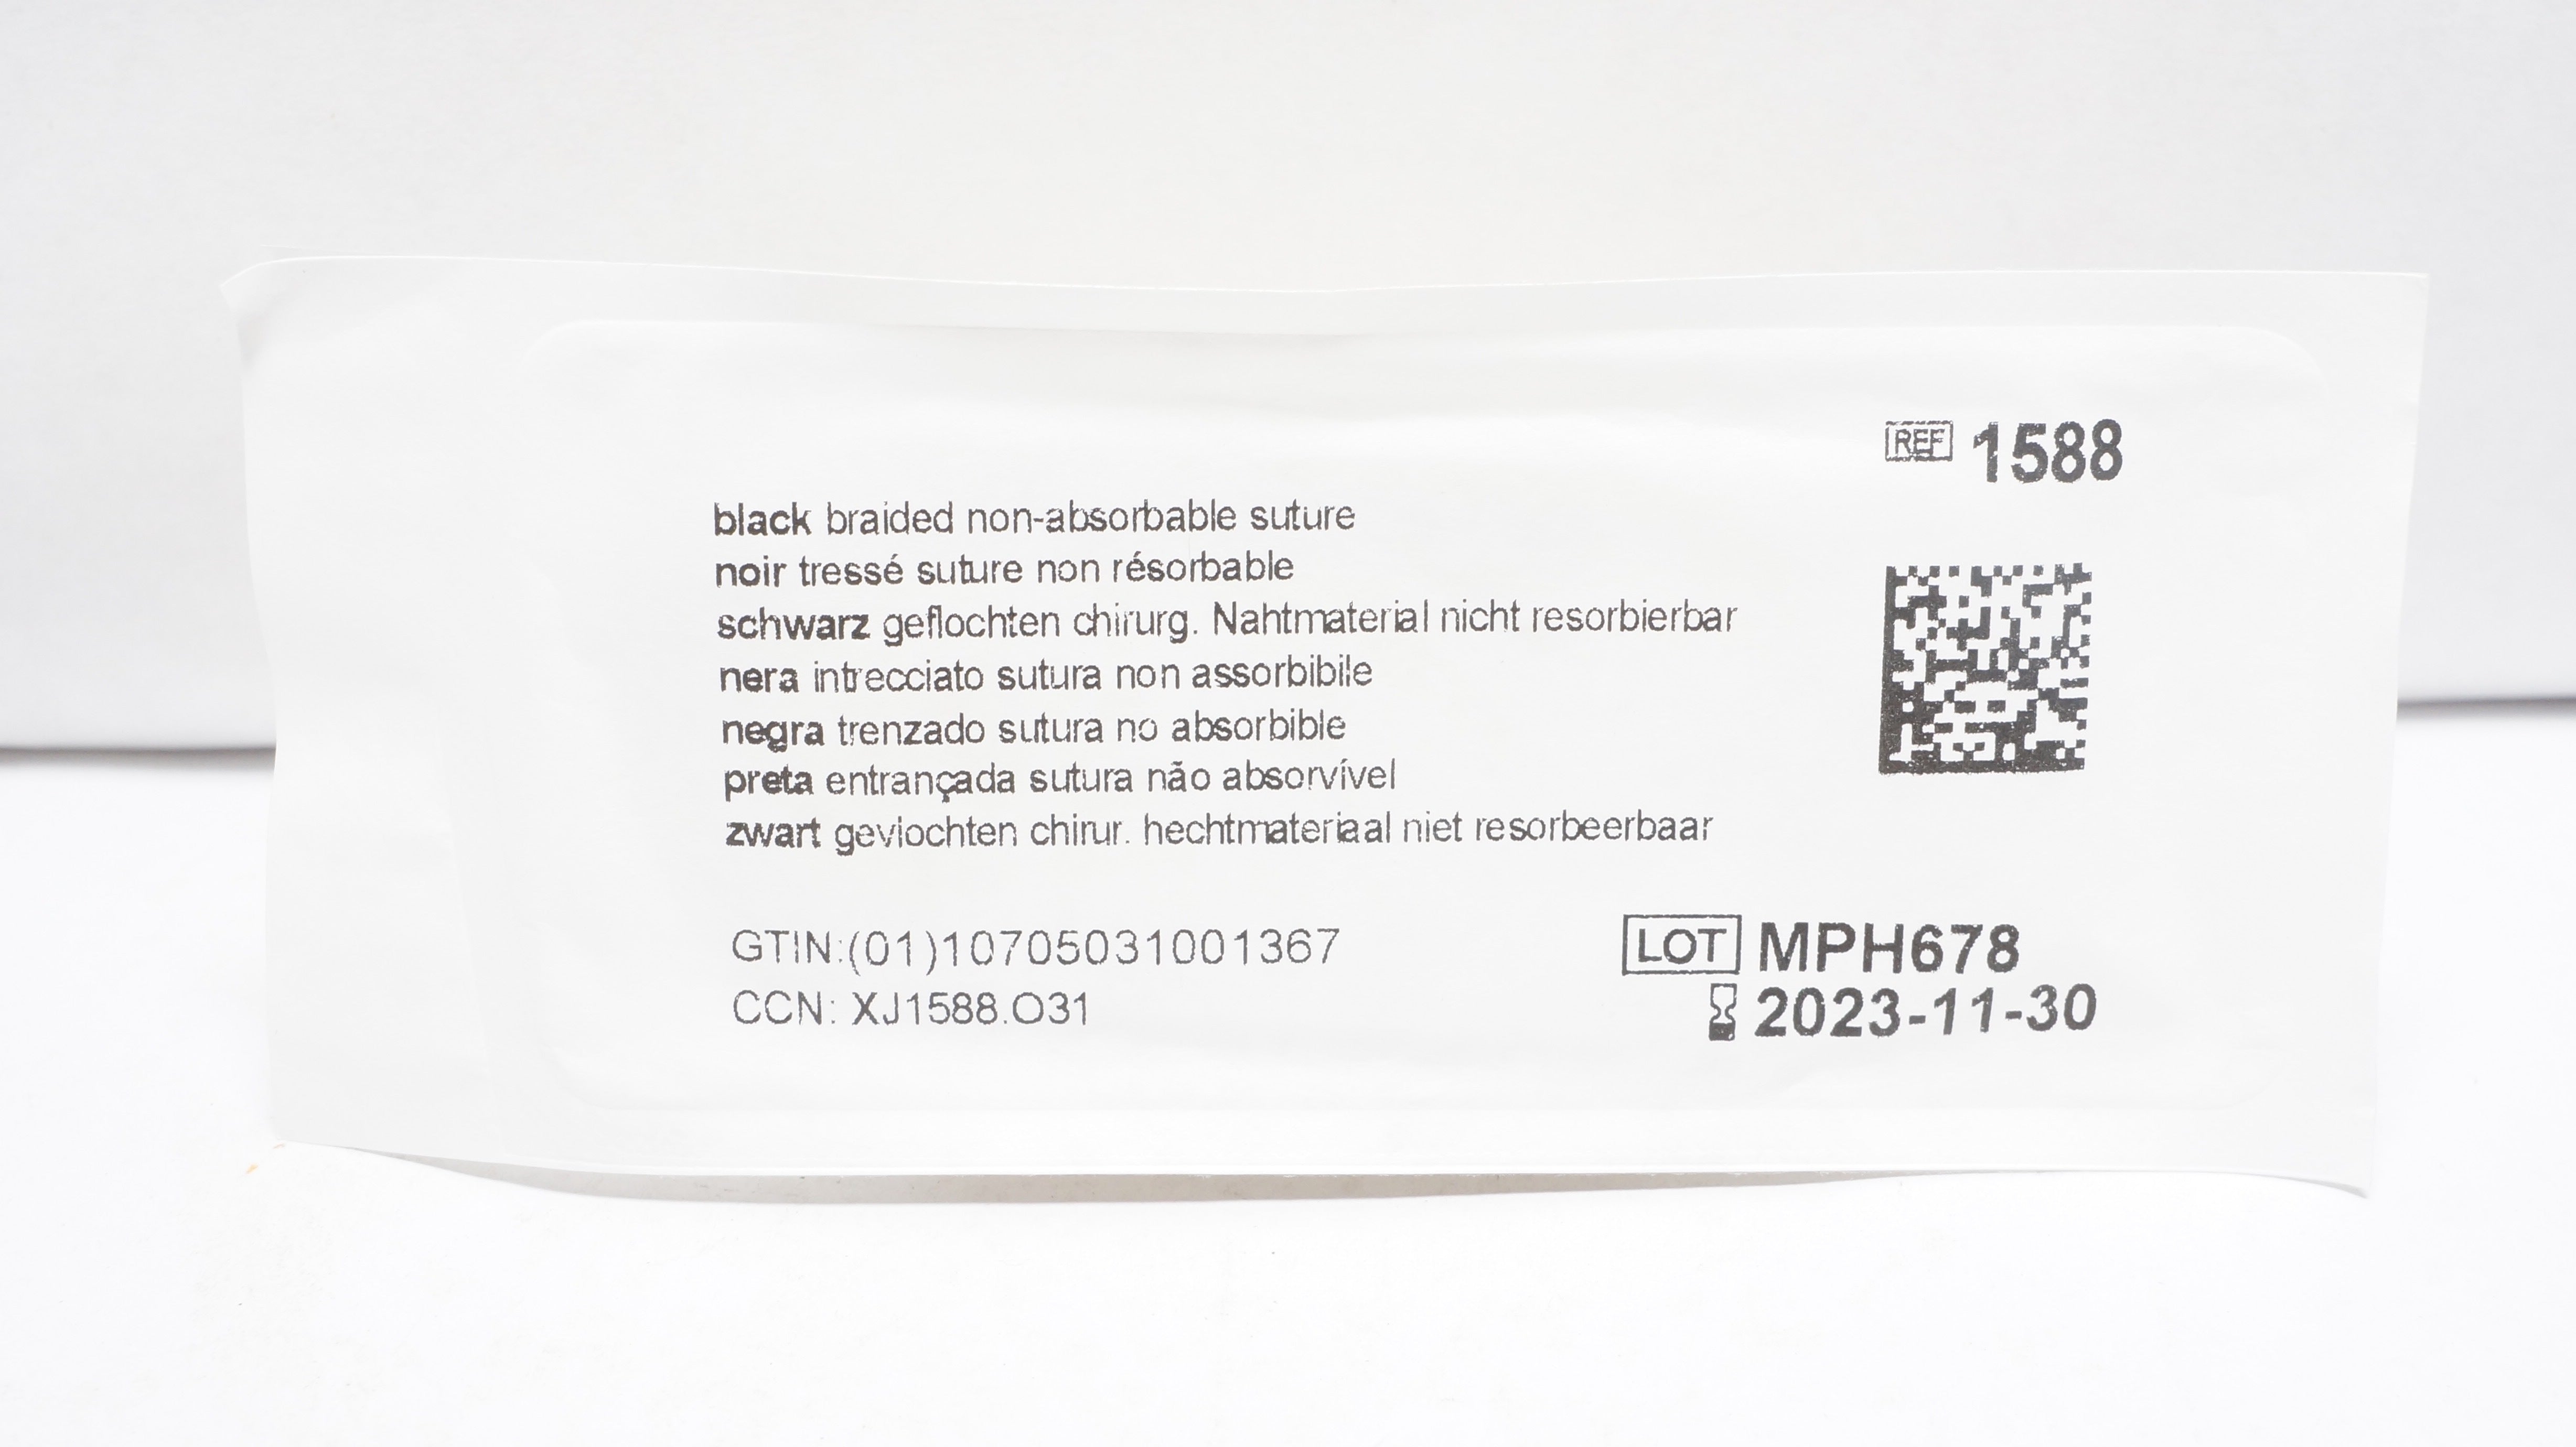 REF 1588
black braided non-absorbable suture
noir tressé suture non résorbable
schwarz geflochten chirurg. Nahtmaterial nicht resorbierbar
nera intrecciato sutura non assorbibile
negra trenzado sutura no absorbible
preta entrançada sutura não absorvível
zwart gevlochten chirur. hechtmateriaal niet resorbeerbaar
GTIN:(01)10705031001367
LOT MPH678
CCN: XJ1588.O31
2023-11-30